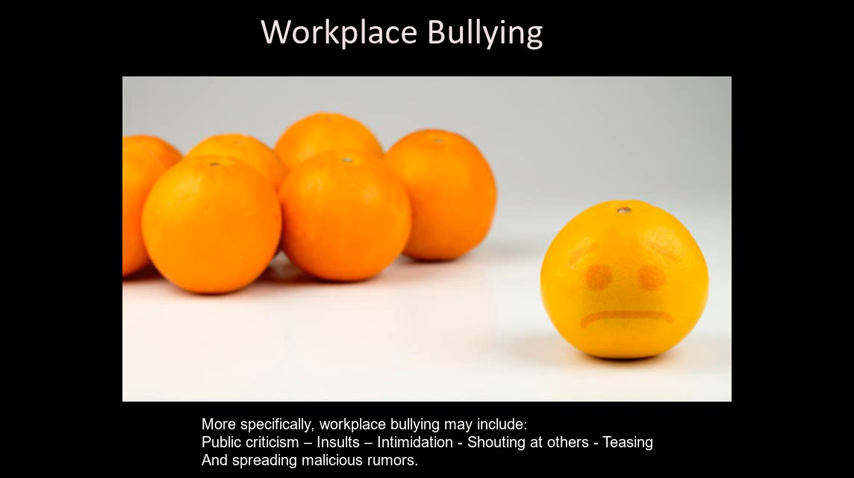 Workplace Bullying
More specifically, workplace bullying may include:
Public criticism – Insults – Intimidation - Shouting at others - Teasing
And spreading malicious rumors.